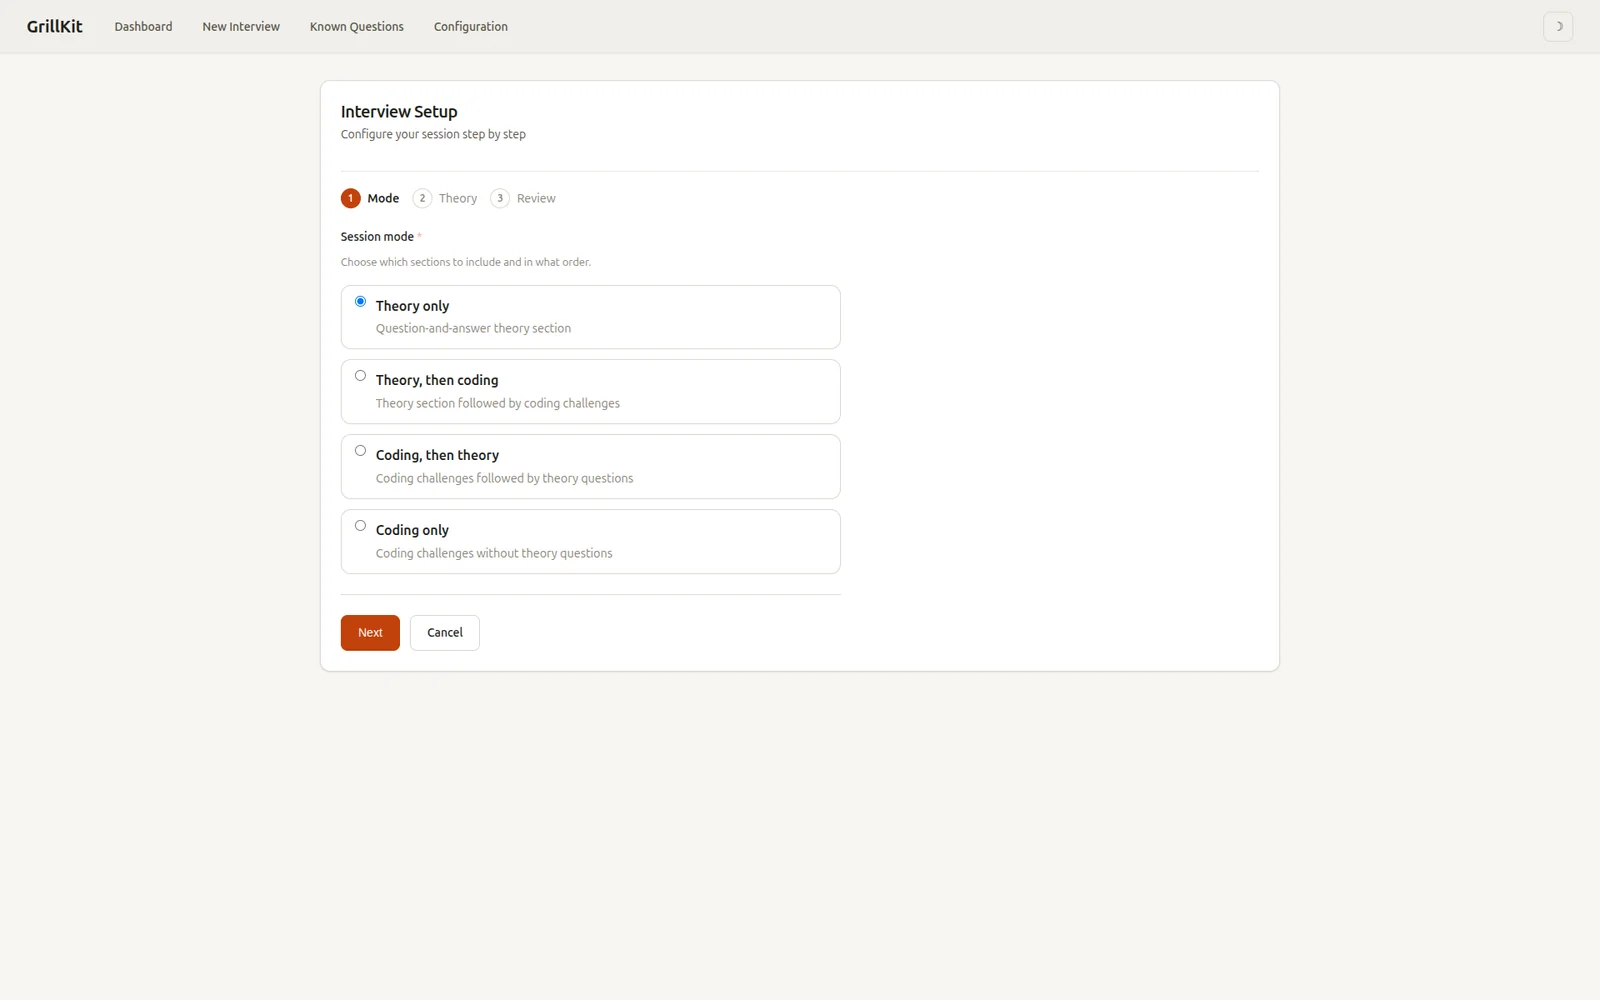 GrillKit Dashboard New Interview Known Questions Configuration
Interview Setup
Configure your session step by step
1 Mode 2 Theory 3 Review
Session mode *
Choose which sections to include and in what order.
Theory only
Question-and-answer theory section
Theory, then coding
Theory section followed by coding challenges
Coding, then theory
Coding challenges followed by theory questions
Coding only
Coding challenges without theory questions
Next Cancel